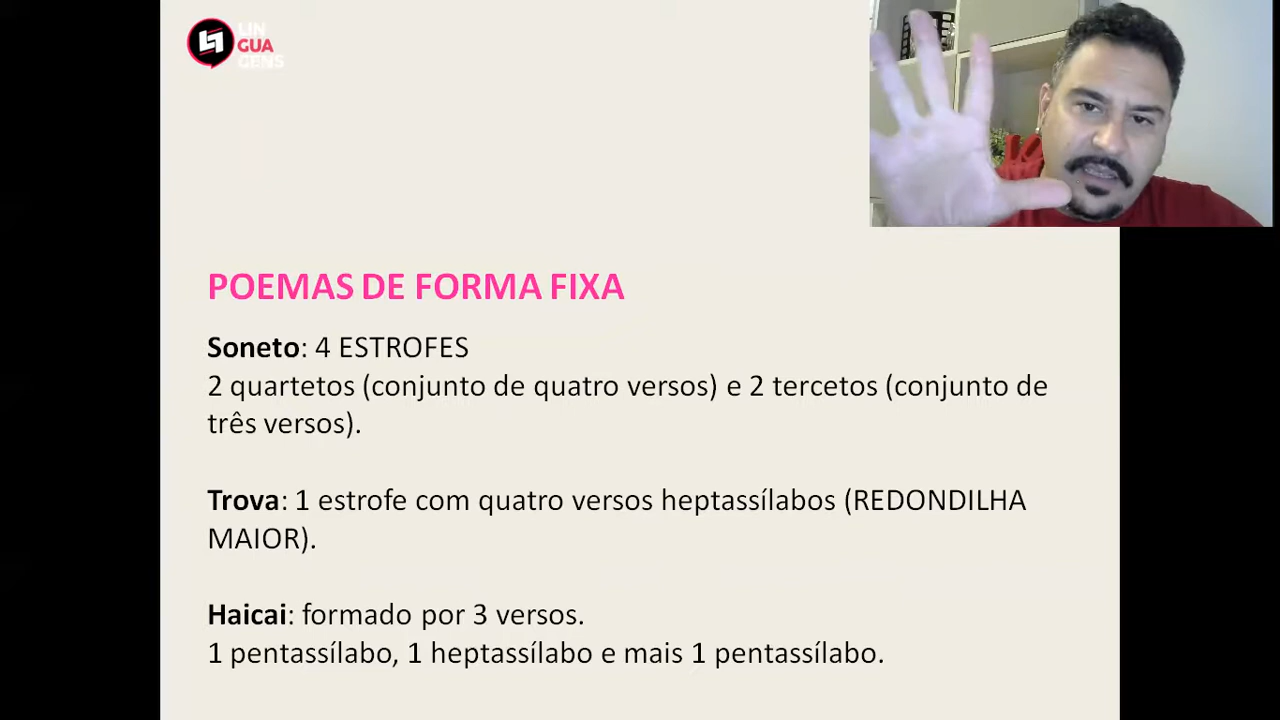 LIN
GUA
GENS
POEMAS DE FORMA FIXA
Soneto: 4 ESTROFES
2 quartetos (conjunto de quatro versos) e 2 tercetos (conjunto de
três versos).
Trova: 1 estrofe com quatro versos heptassílabos (REDONDILHA
MAIOR).
Haicai: formado por 3 versos.
1 pentassílabo, 1 heptassílabo e mais 1 pentassílabo.